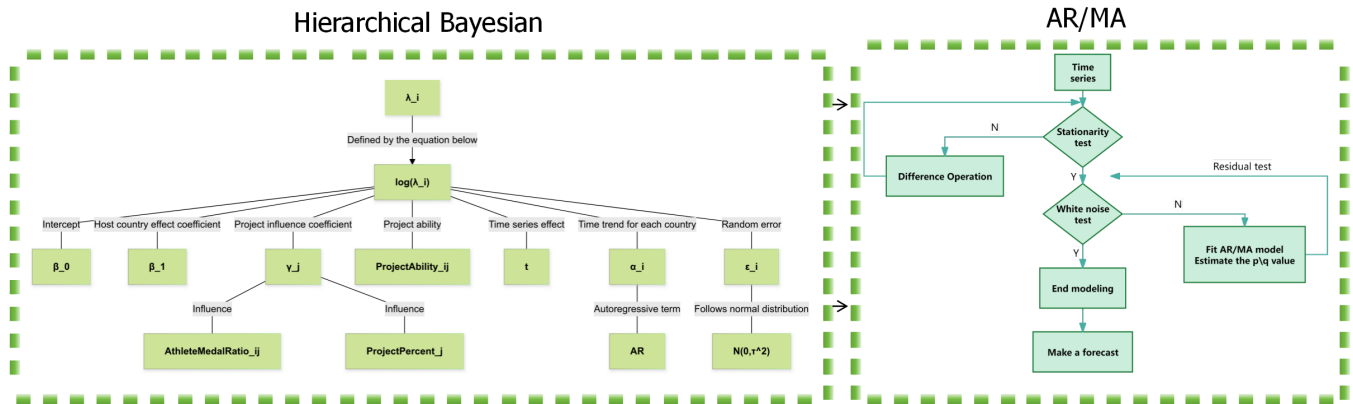 Hierarchical Bayesian
λ_i
Defined by the equation below
log(λ_i)
Intercept
Host country effect coefficient
Project influence coefficient
Project ability
Time series effect
Time trend for each country
Random error
β_0
β_1
γ_j
ProjectAbility_ij
t
α_i
ε_i
Influence
Influence
Autoregressive term
Follows normal distribution
AthleteMedalRatio_ij
ProjectPercent_j
AR
N(0,τ^2)
AR/MA
Time
series
Stationarity
test
N
Difference Operation
Y
Residual test
White noise
test
N
Fit AR/MA model
Estimate the p\q value
Y
End modeling
Make a forecast